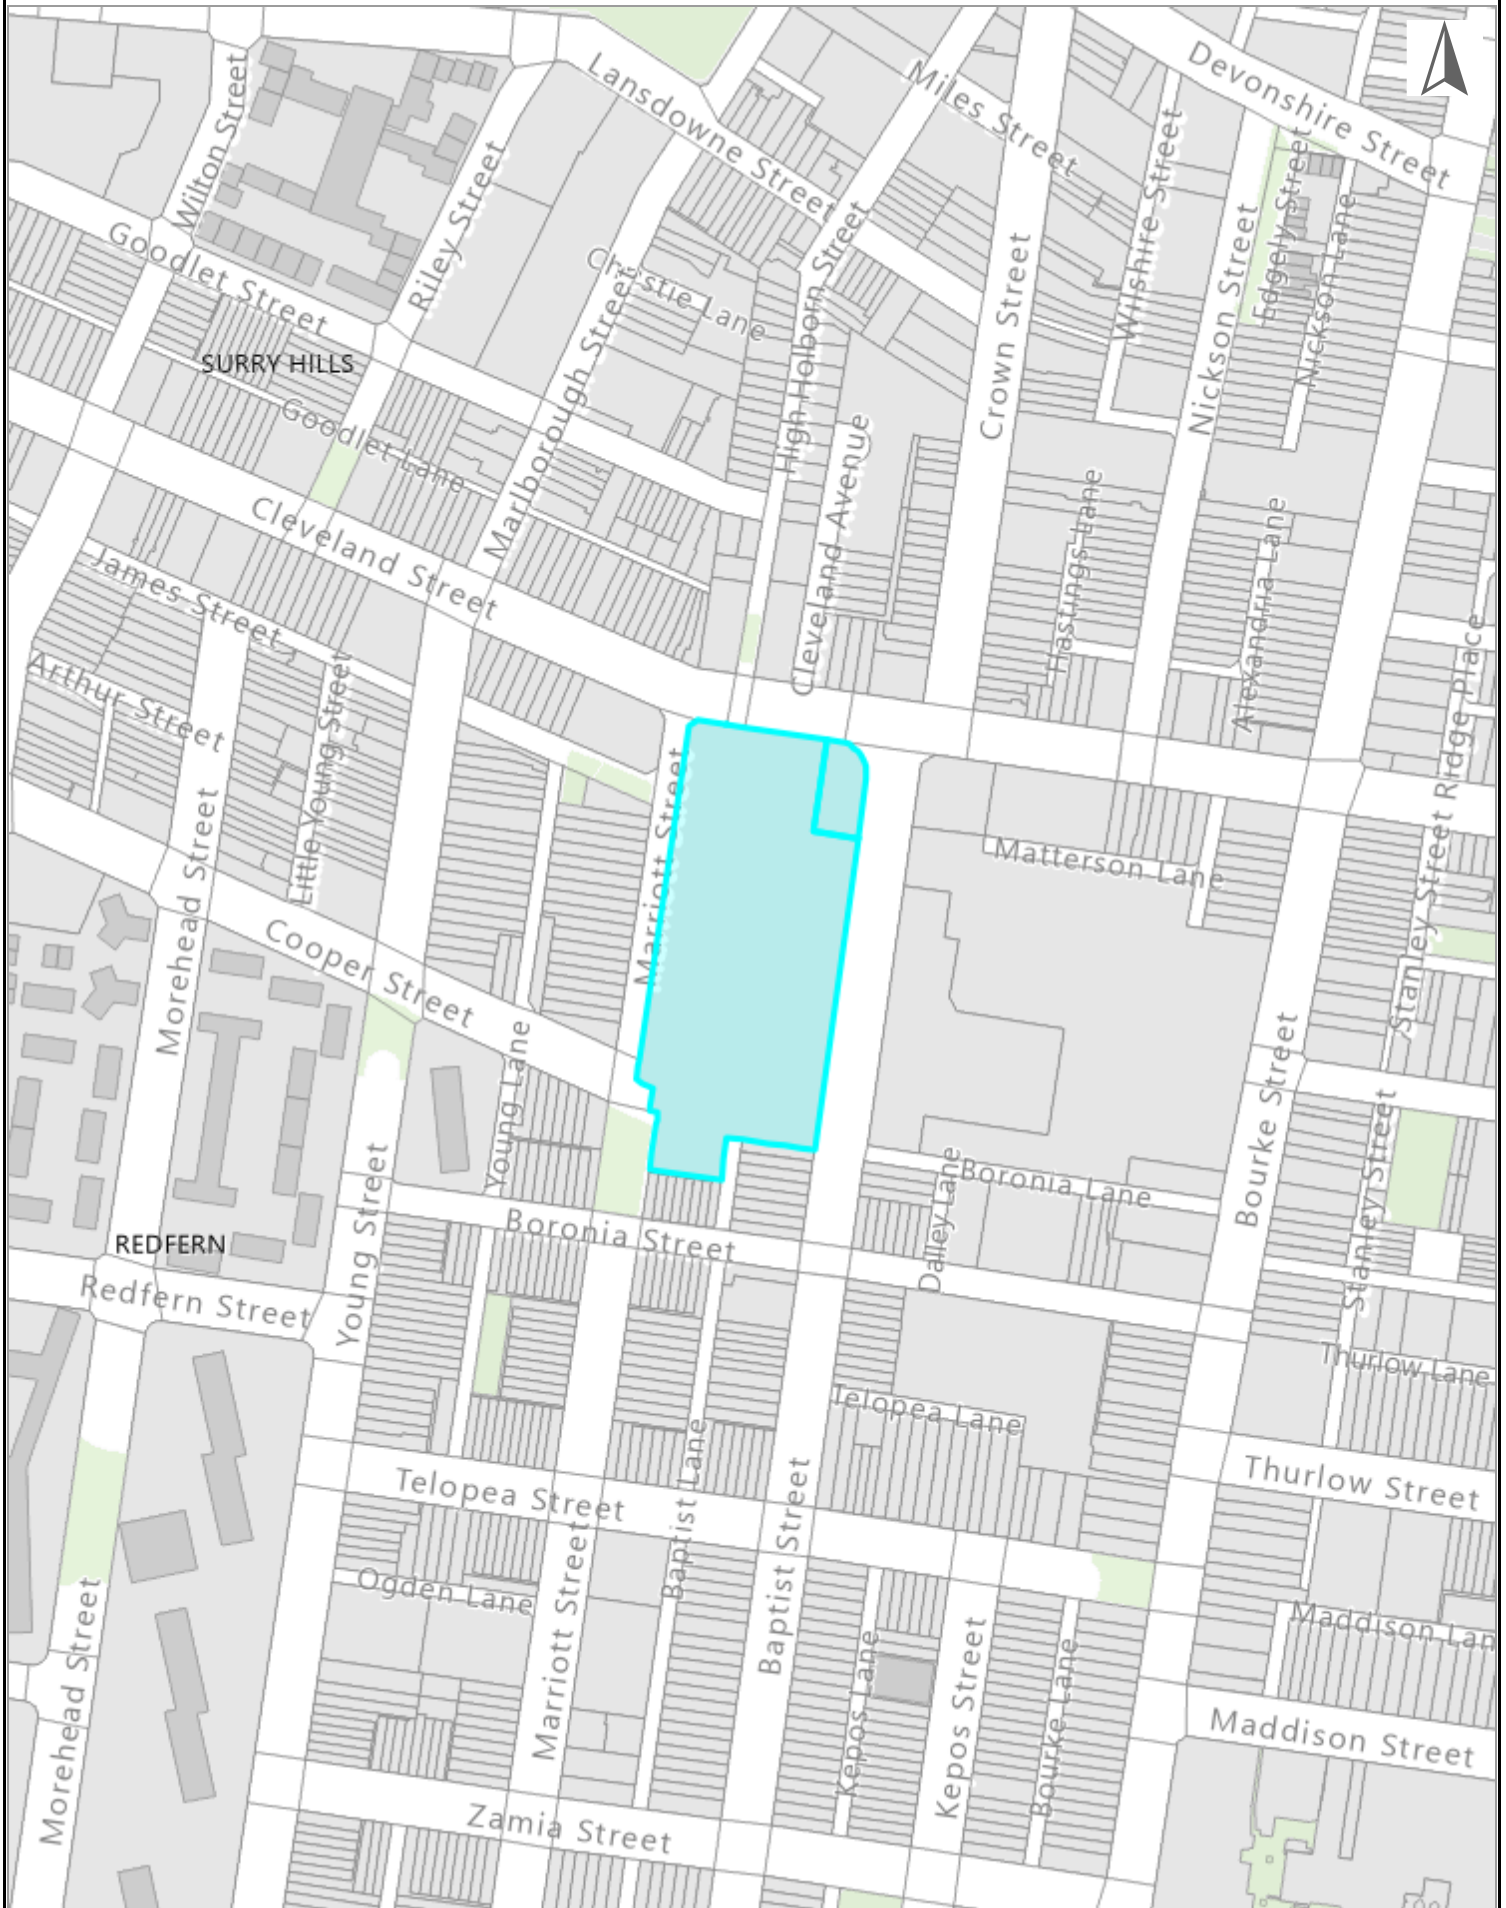 Devonshire Street
Lansdowne Street
Miles Street
Wilton Street
Riley Street
Wilshire Street
Edgely Street
Nickson Lane
Goodlet Street
Chrstie Lane
High Holborn Street
Crown Street
Nickson Street
SURRY HILLS
Marlborough Street
Goodlet Lane
Cleveland Avenue
Cleveland Street
Hastings Lane
Alexandria Lane
James Street
Arthur Street
Little Young Street
Stanley Street Ridge Place
Marriott Street
Matterson Lane
Morehead Street
Cooper Street
Young Lane
Bourke Street
Stanley Street
Boronia Lane
Dalley Lane
Young Street
Boronia Street
REDFERN
Redfern Street
Thurlow Lane
Telopea Lane
Thurlow Street
Telopea Street
Baptist Lane
Baptist Street
Ogden Lane
Marriott Street
Maddison Lan
Morehead Street
Kepos Lane
Kepos Street
Bourke Lane
Maddison Street
Zamia Street